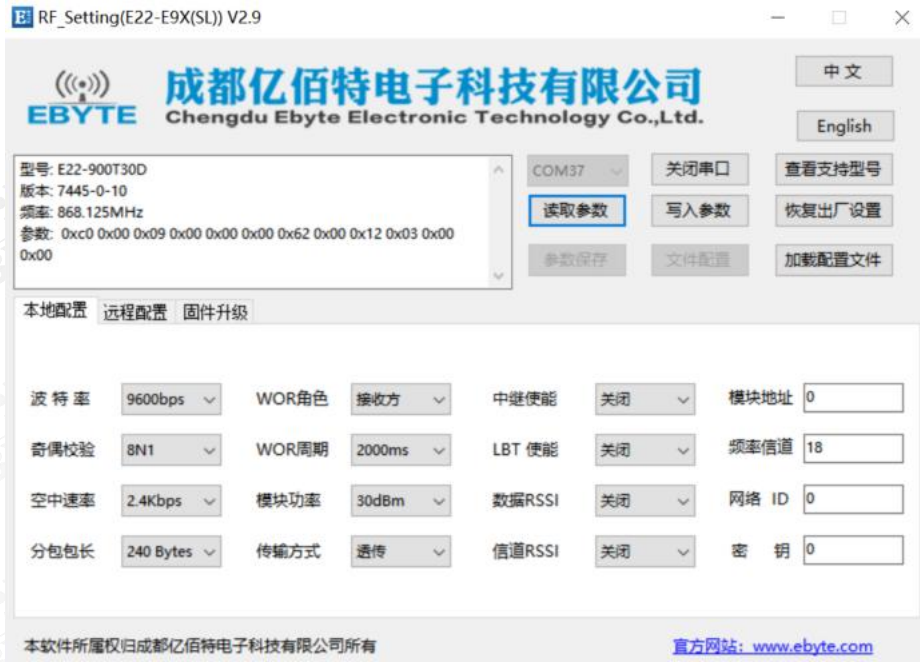 RF_Setting(E22-E9X(SL)) V2.9
EBYTE
成都亿佰特电子科技有限公司
Chengdu Ebyte Electronic Technology Co.,Ltd.
中文
English
型号: E22-900T30D
版本: 7445-0-10
频率: 868.125MHz
参数: 0xc0 0x00 0x09 0x00 0x00 0x00 0x62 0x00 0x12 0x03 0x00
0x00
COM37 关闭串口 查看支持型号
读取参数 写入参数 恢复出厂设置
参数保存 文件配置 加载配置文件
本地配置 远程配置 固件升级
波特率 9600bps WOR角色 接收方 中继使能 关闭 模块地址 0
奇偶校验 8N1 WOR周期 2000ms LBT 使能 关闭 频率信道 18
空中速率 2.4Kbps 模块功率 30dBm 数据RSSI 关闭 网络 ID 0
分包包长 240 Bytes 传输方式 透传 信道RSSI 关闭 密 钥 0
本软件所属权归成都亿佰特电子科技有限公司所有 官方网站：www.ebyte.com